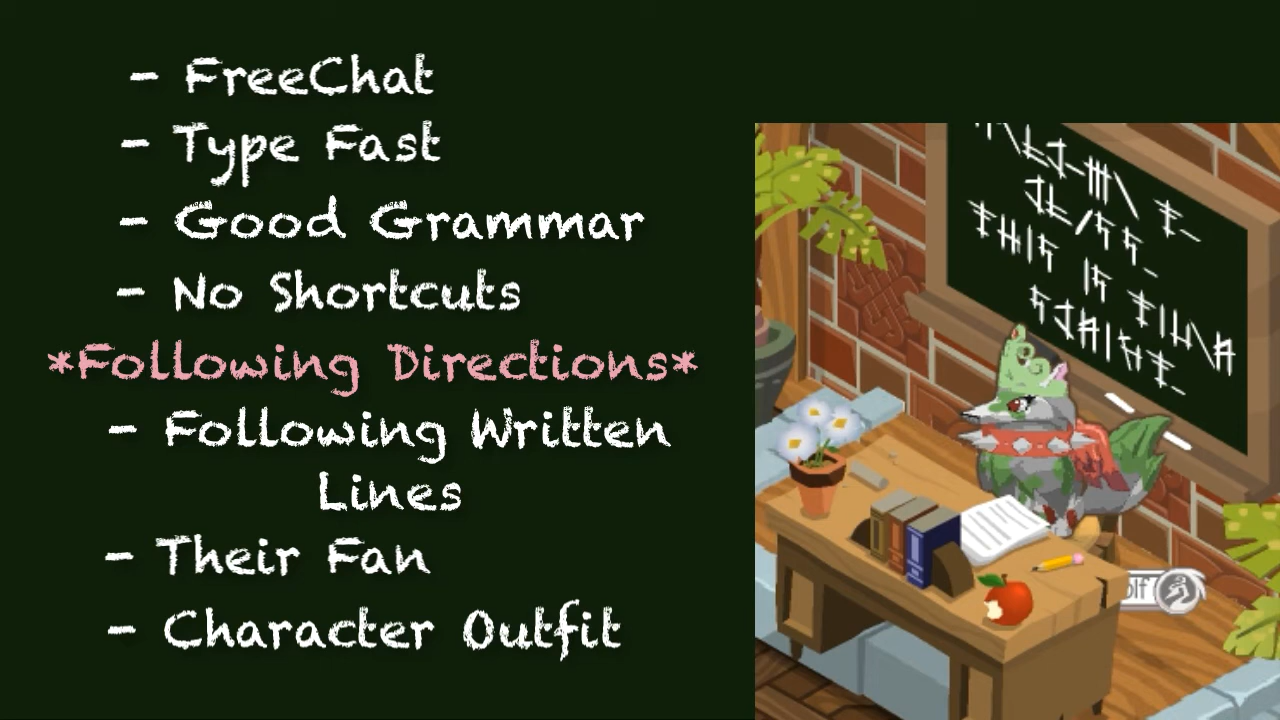 - FreeChat
- Type Fast
- Good Grammar
- No Shortcuts
*Following Directions*
- Following Written
Lines
- Their Fan
- Character Outfit